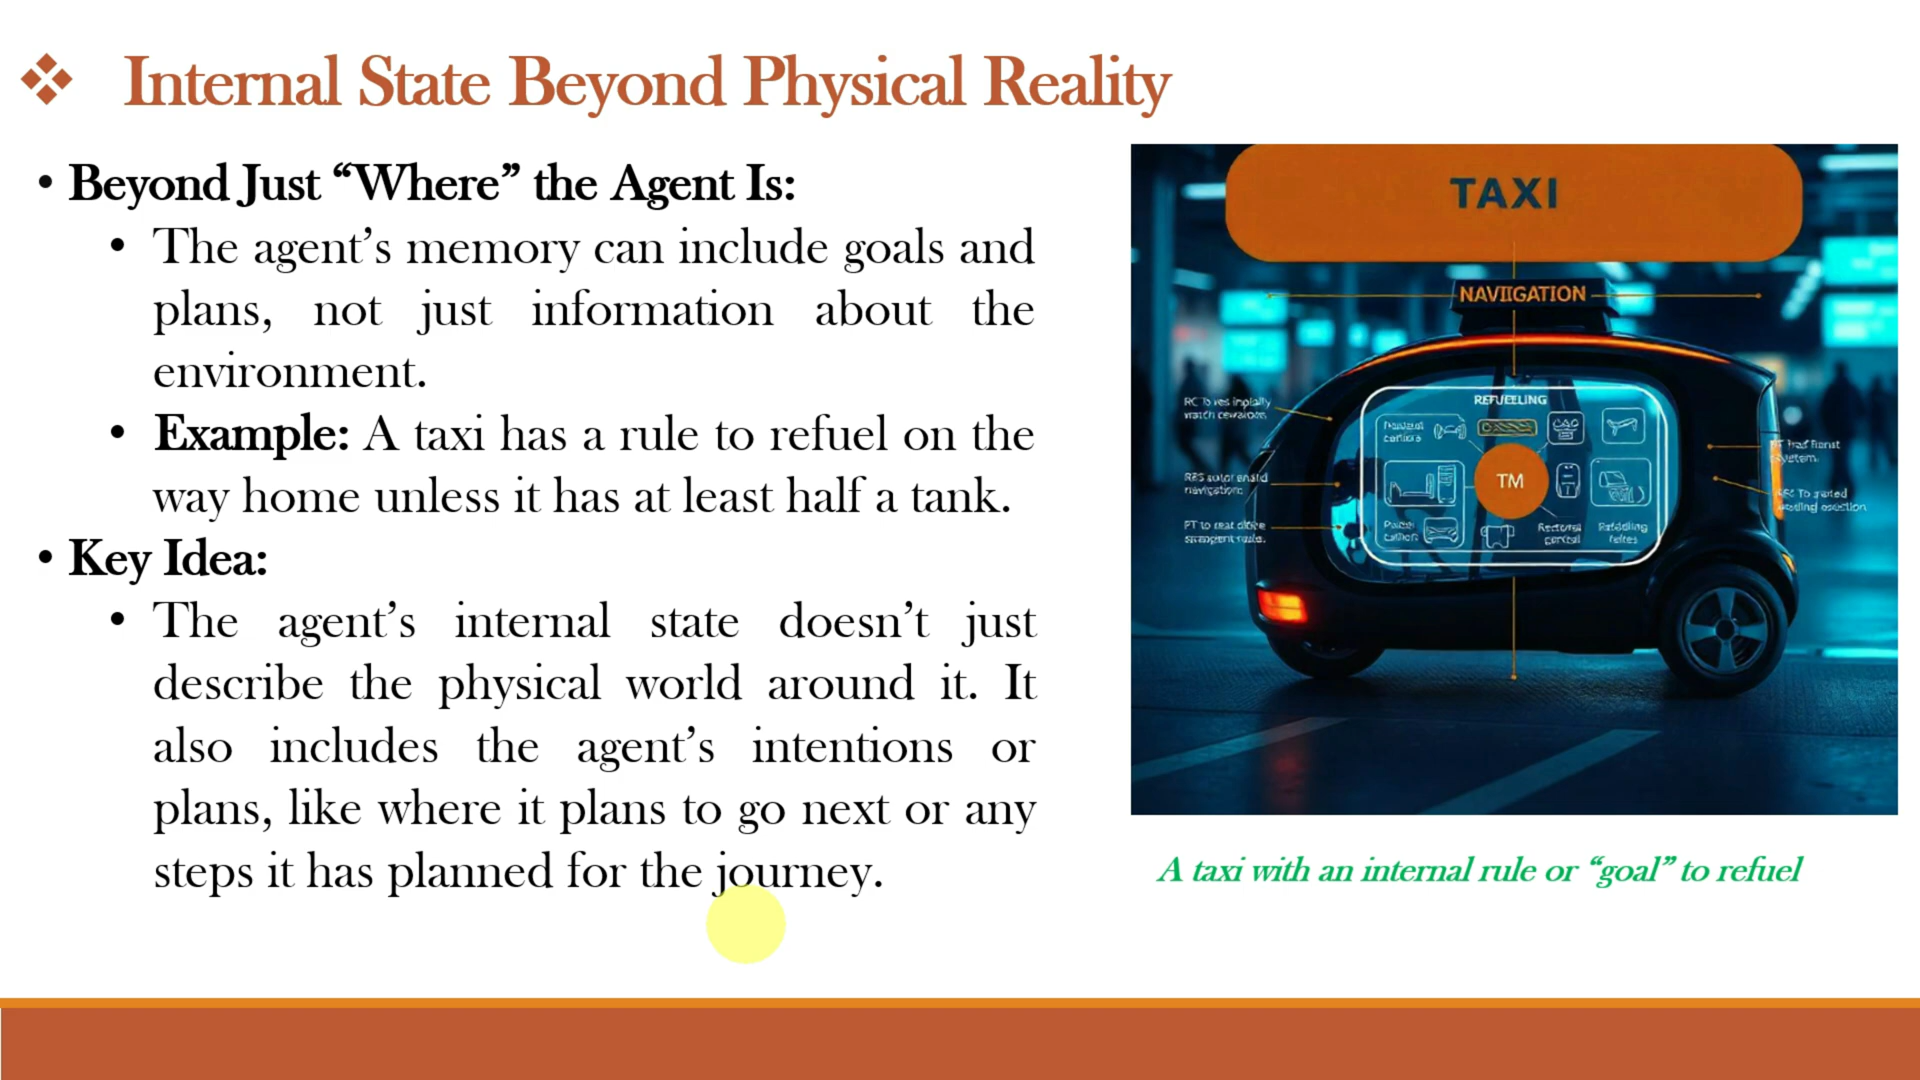 Internal State Beyond Physical Reality
• Beyond Just “Where” the Agent Is:
• The agent’s memory can include goals and
plans, not just information about the
environment.
• Example: A taxi has a rule to refuel on the
way home unless it has at least half a tank.
• Key Idea:
• The agent’s internal state doesn’t just
describe the physical world around it. It
also includes the agent’s intentions or
plans, like where it plans to go next or any
steps it has planned for the journey.
TAXI
NAVIIGATION
TM
A taxi with an internal rule or “goal” to refuel